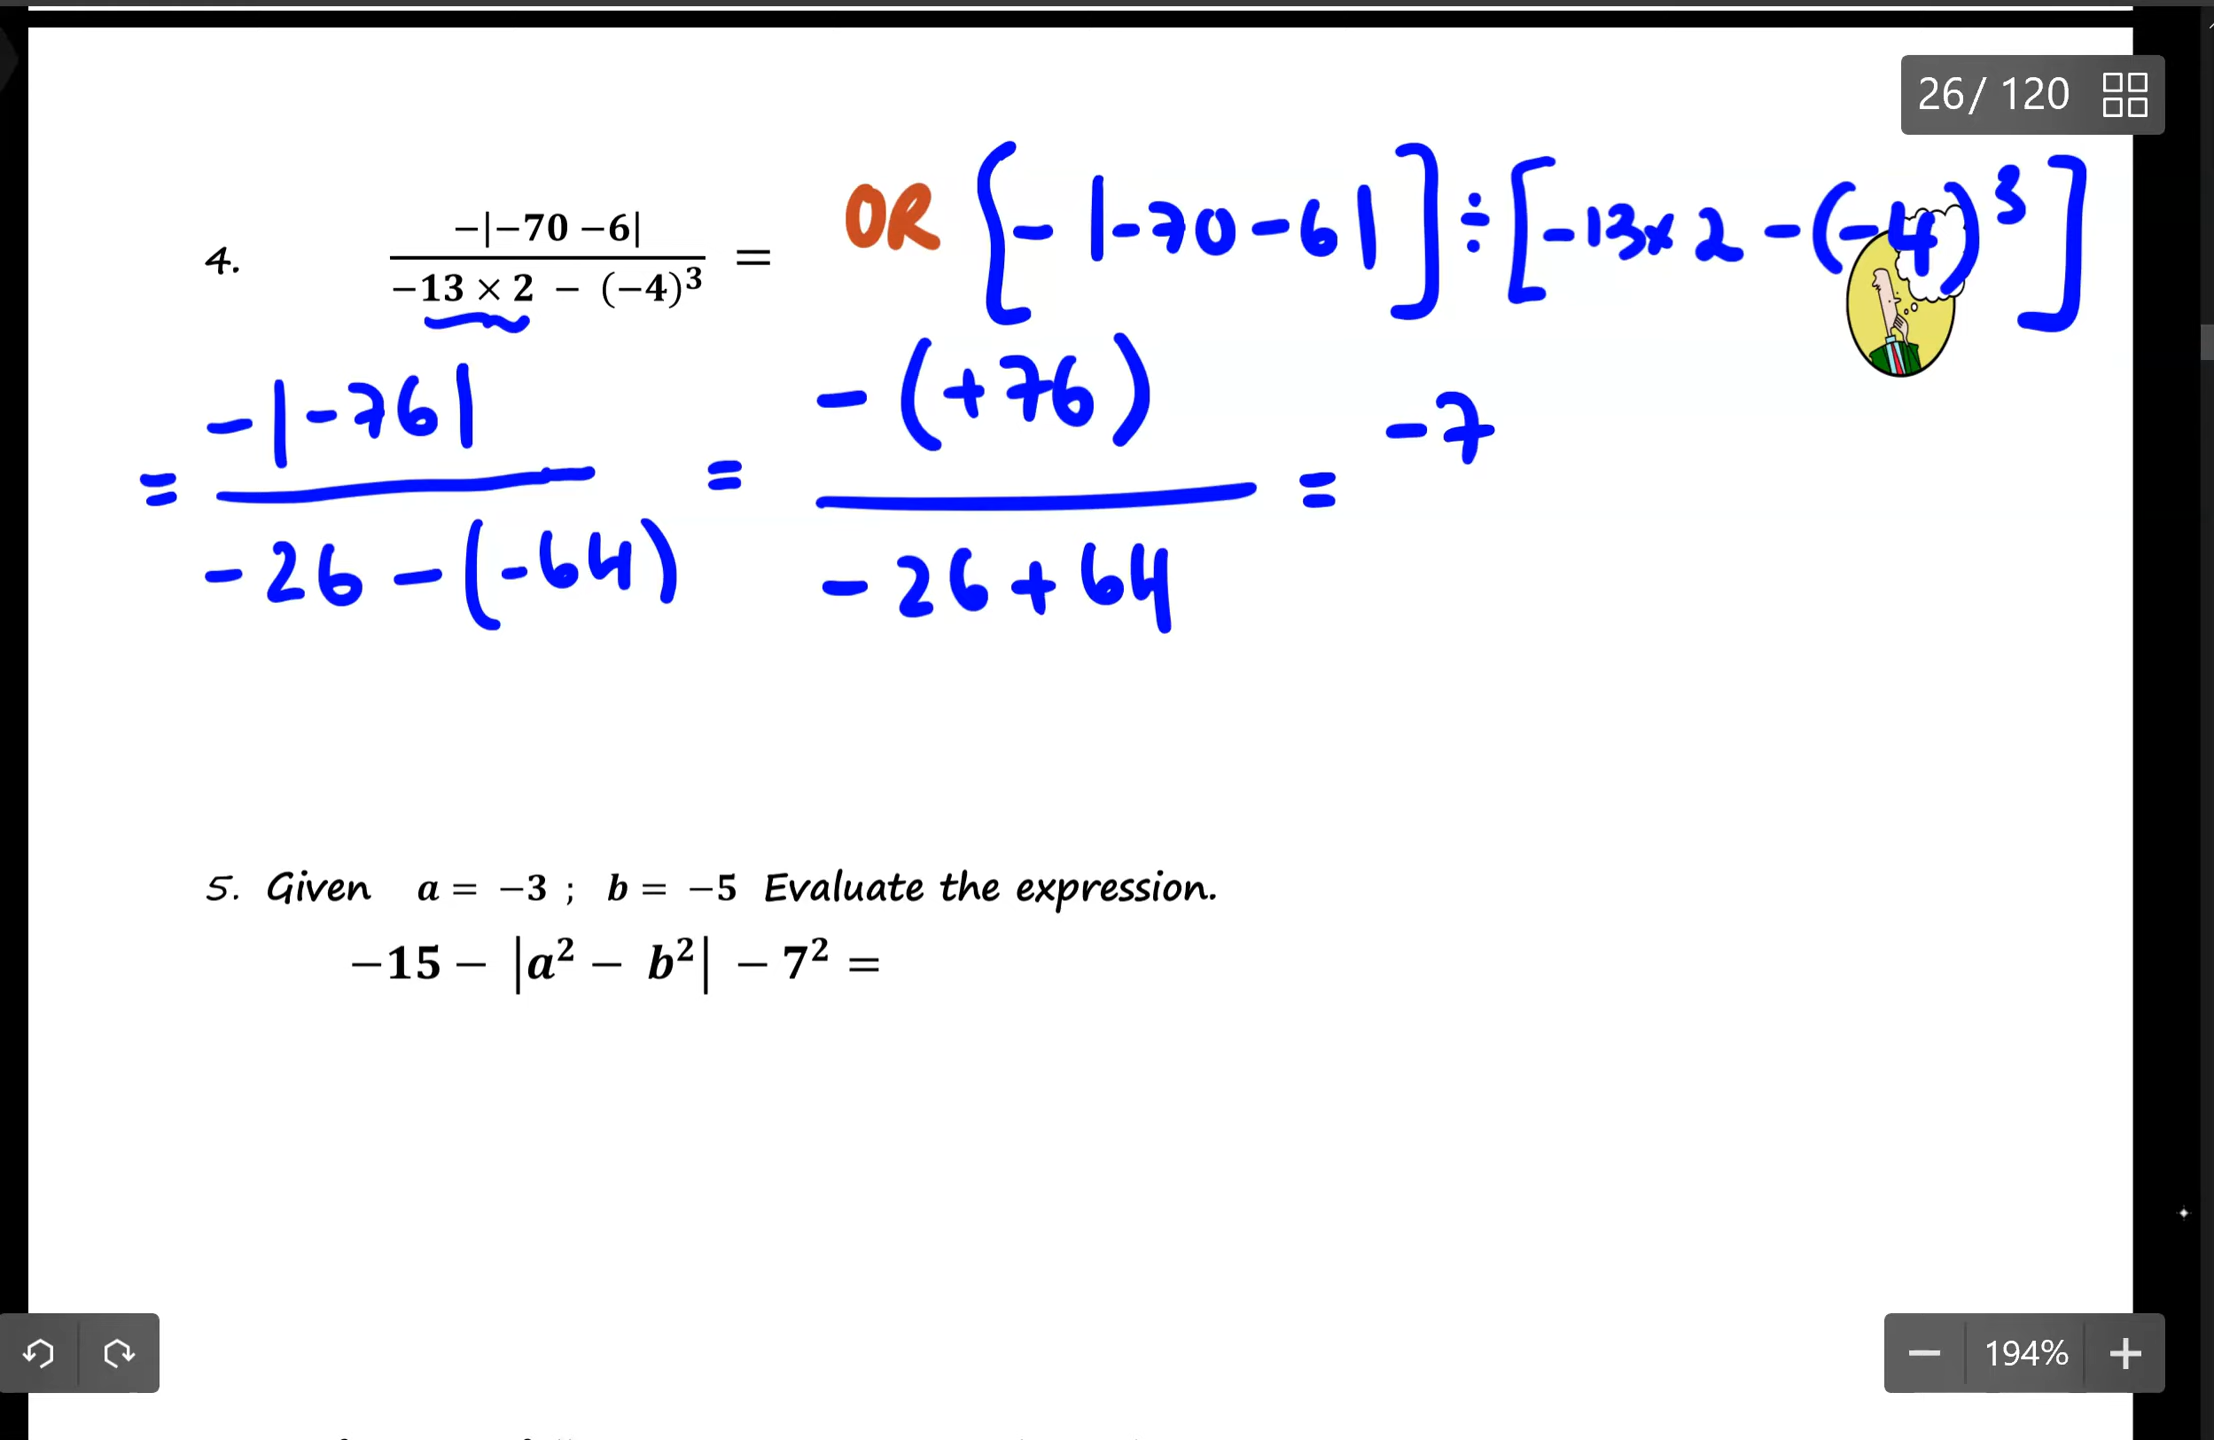 26/ 120
4. −|−70 −6| / −13 × 2 − (−4)³ = OR [- |-70-6|] ÷ [-13×2-(-4)³]
= -|-76| / -26-(-64) = -(+76) / -26+64 = -7
5. Given a = −3 ; b = −5 Evaluate the expression.
−15 − |a² − b²| − 7² =
194%